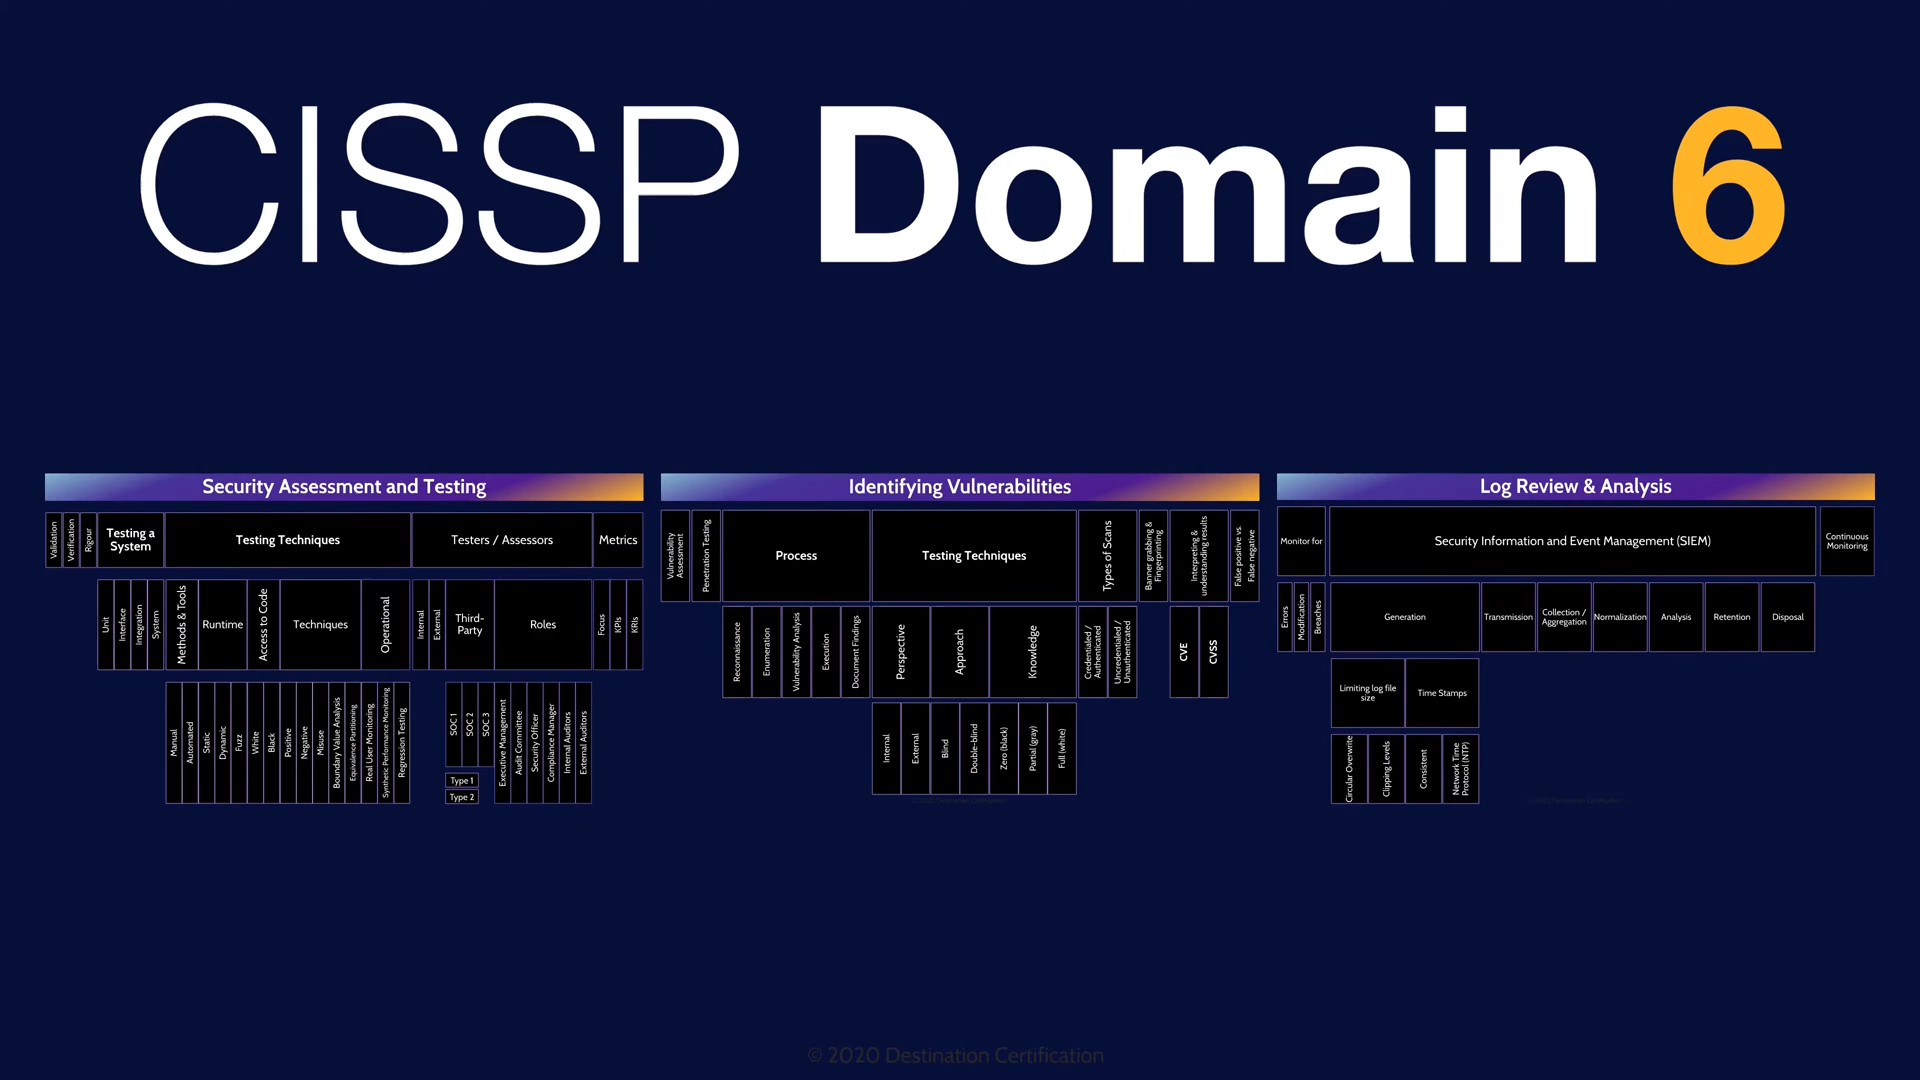 CISSP Domain 6
Security Assessment and Testing
Validation
Verification
Rigour
Testing a
System
Testing Techniques
Testers / Assessors
Metrics
Unit
Interface
Integration
System
Methods & Tools
Runtime
Access to Code
Techniques
Operational
Internal
External
Third-
Party
Roles
Focus
KPIs
KRIs
Manual
Automated
Static
Dynamic
Fuzz
White
Black
Positive
Negative
Misuse
Boundary Value Analysis
Equivalence Partitioning
Real User Monitoring
Synthetic Performance Monitoring
Regression Testing
SOC 1
SOC 2
SOC 3
Type 1
Type 2
Executive Management
Audit Committee
Security Officer
Compliance Manager
Internal Auditors
External Auditors
Identifying Vulnerabilities
Vulnerability
Assessment
Penetration Testing
Process
Testing Techniques
Types of Scans
Banner grabbing &
Fingerprinting
Interpreting &
understanding results
False positive vs.
False negative
Reconnaissance
Enumeration
Vulnerability Analysis
Execution
Document Findings
Perspective
Approach
Knowledge
Credentialed /
Authenticated
Uncredentialed /
Unauthenticated
CVE
CVSS
Internal
External
Blind
Double-blind
Zero (black)
Partial (gray)
Full (white)
Log Review & Analysis
Monitor for
Security Information and Event Management (SIEM)
Continuous
Monitoring
Errors
Modification
Breaches
Generation
Transmission
Collection /
Aggregation
Normalization
Analysis
Retention
Disposal
Limiting log file
size
Time Stamps
Circular Overwrite
Clipping Levels
Consistent
Network Time
Protocol (NTP)
© 2020 Destination Certification